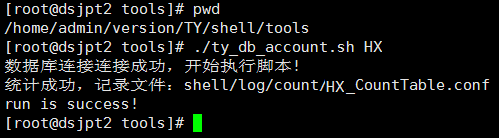 [root@dsjpt2 tools]# pwd
/home/admin/version/TY/shell/tools
[root@dsjpt2 tools]# ./ty_db_account.sh HX
数据库连接连接成功，开始执行脚本！
统计成功，记录文件：shell/log/count/HX_CountTable.conf
run is success!
[root@dsjpt2 tools]#